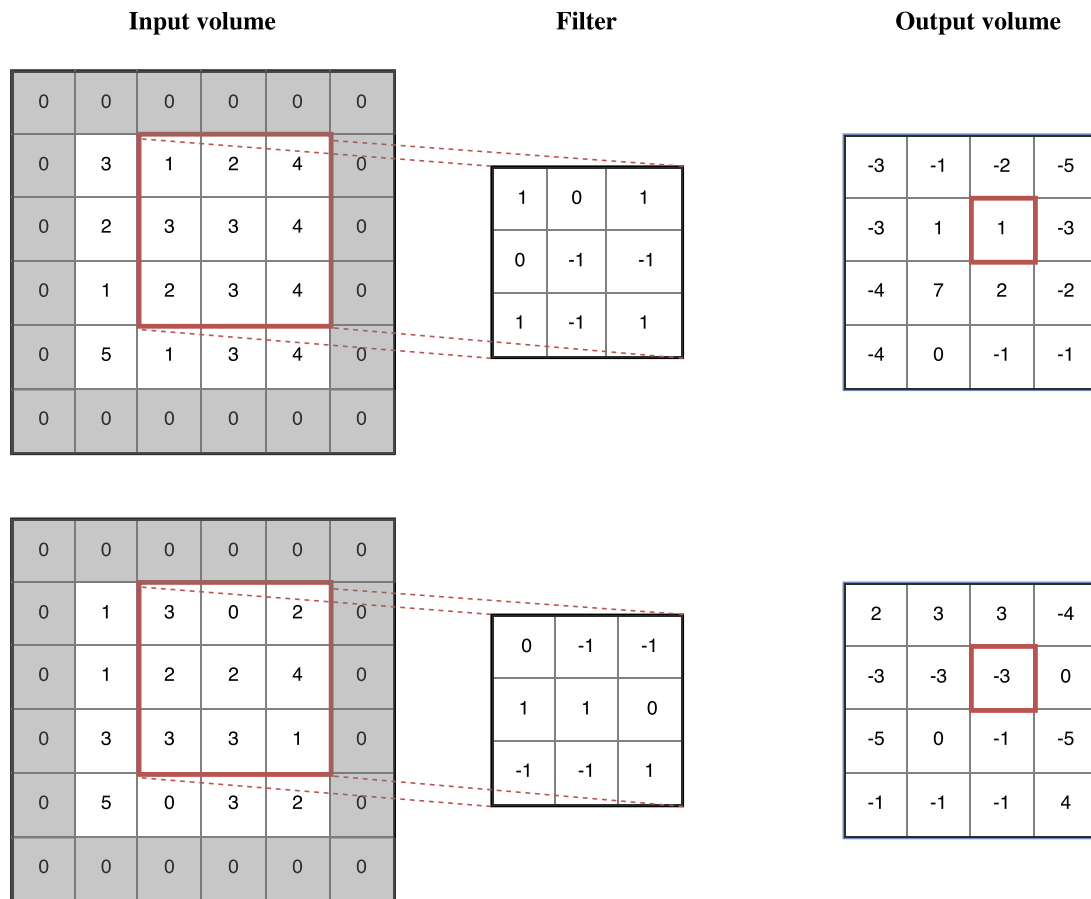 Input volume Filter Output volume
0 0 0 0 0 0
0 3 1 2 4 0
0 2 3 3 4 0
0 1 2 3 4 0
0 5 1 3 4 0
0 0 0 0 0 0
1 0 1
0 -1 -1
1 -1 1
-3 -1 -2 -5
-3 1 1 -3
-4 7 2 -2
-4 0 -1 -1
0 0 0 0 0 0
0 1 3 0 2 0
0 1 2 2 4 0
0 3 3 3 1 0
0 5 0 3 2 0
0 0 0 0 0 0
0 -1 -1
1 1 0
-1 -1 1
2 3 3 -4
-3 -3 -3 0
-5 0 -1 -5
-1 -1 -1 4